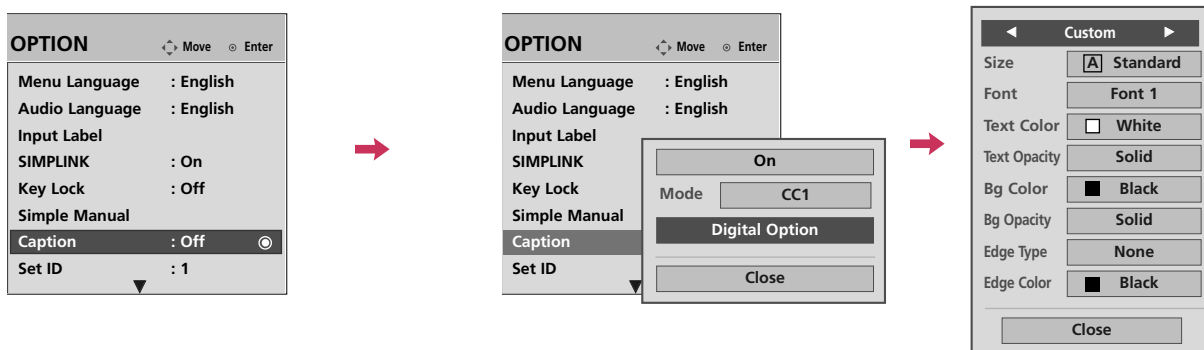 OPTION Move Enter
Menu Language : English
Audio Language : English
Input Label
SIMPLINK : On
Key Lock : Off
Simple Manual
Caption : Off
Set ID : 1
OPTION Move Enter
Menu Language : English
Audio Language : English
Input Label
SIMPLINK
Key Lock
Simple Manual
Caption
Set ID
On
Mode CC1
Digital Option
Close
Custom
Size A Standard
Font Font 1
Text Color White
Text Opacity Solid
Bg Color Black
Bg Opacity Solid
Edge Type None
Edge Color Black
Close